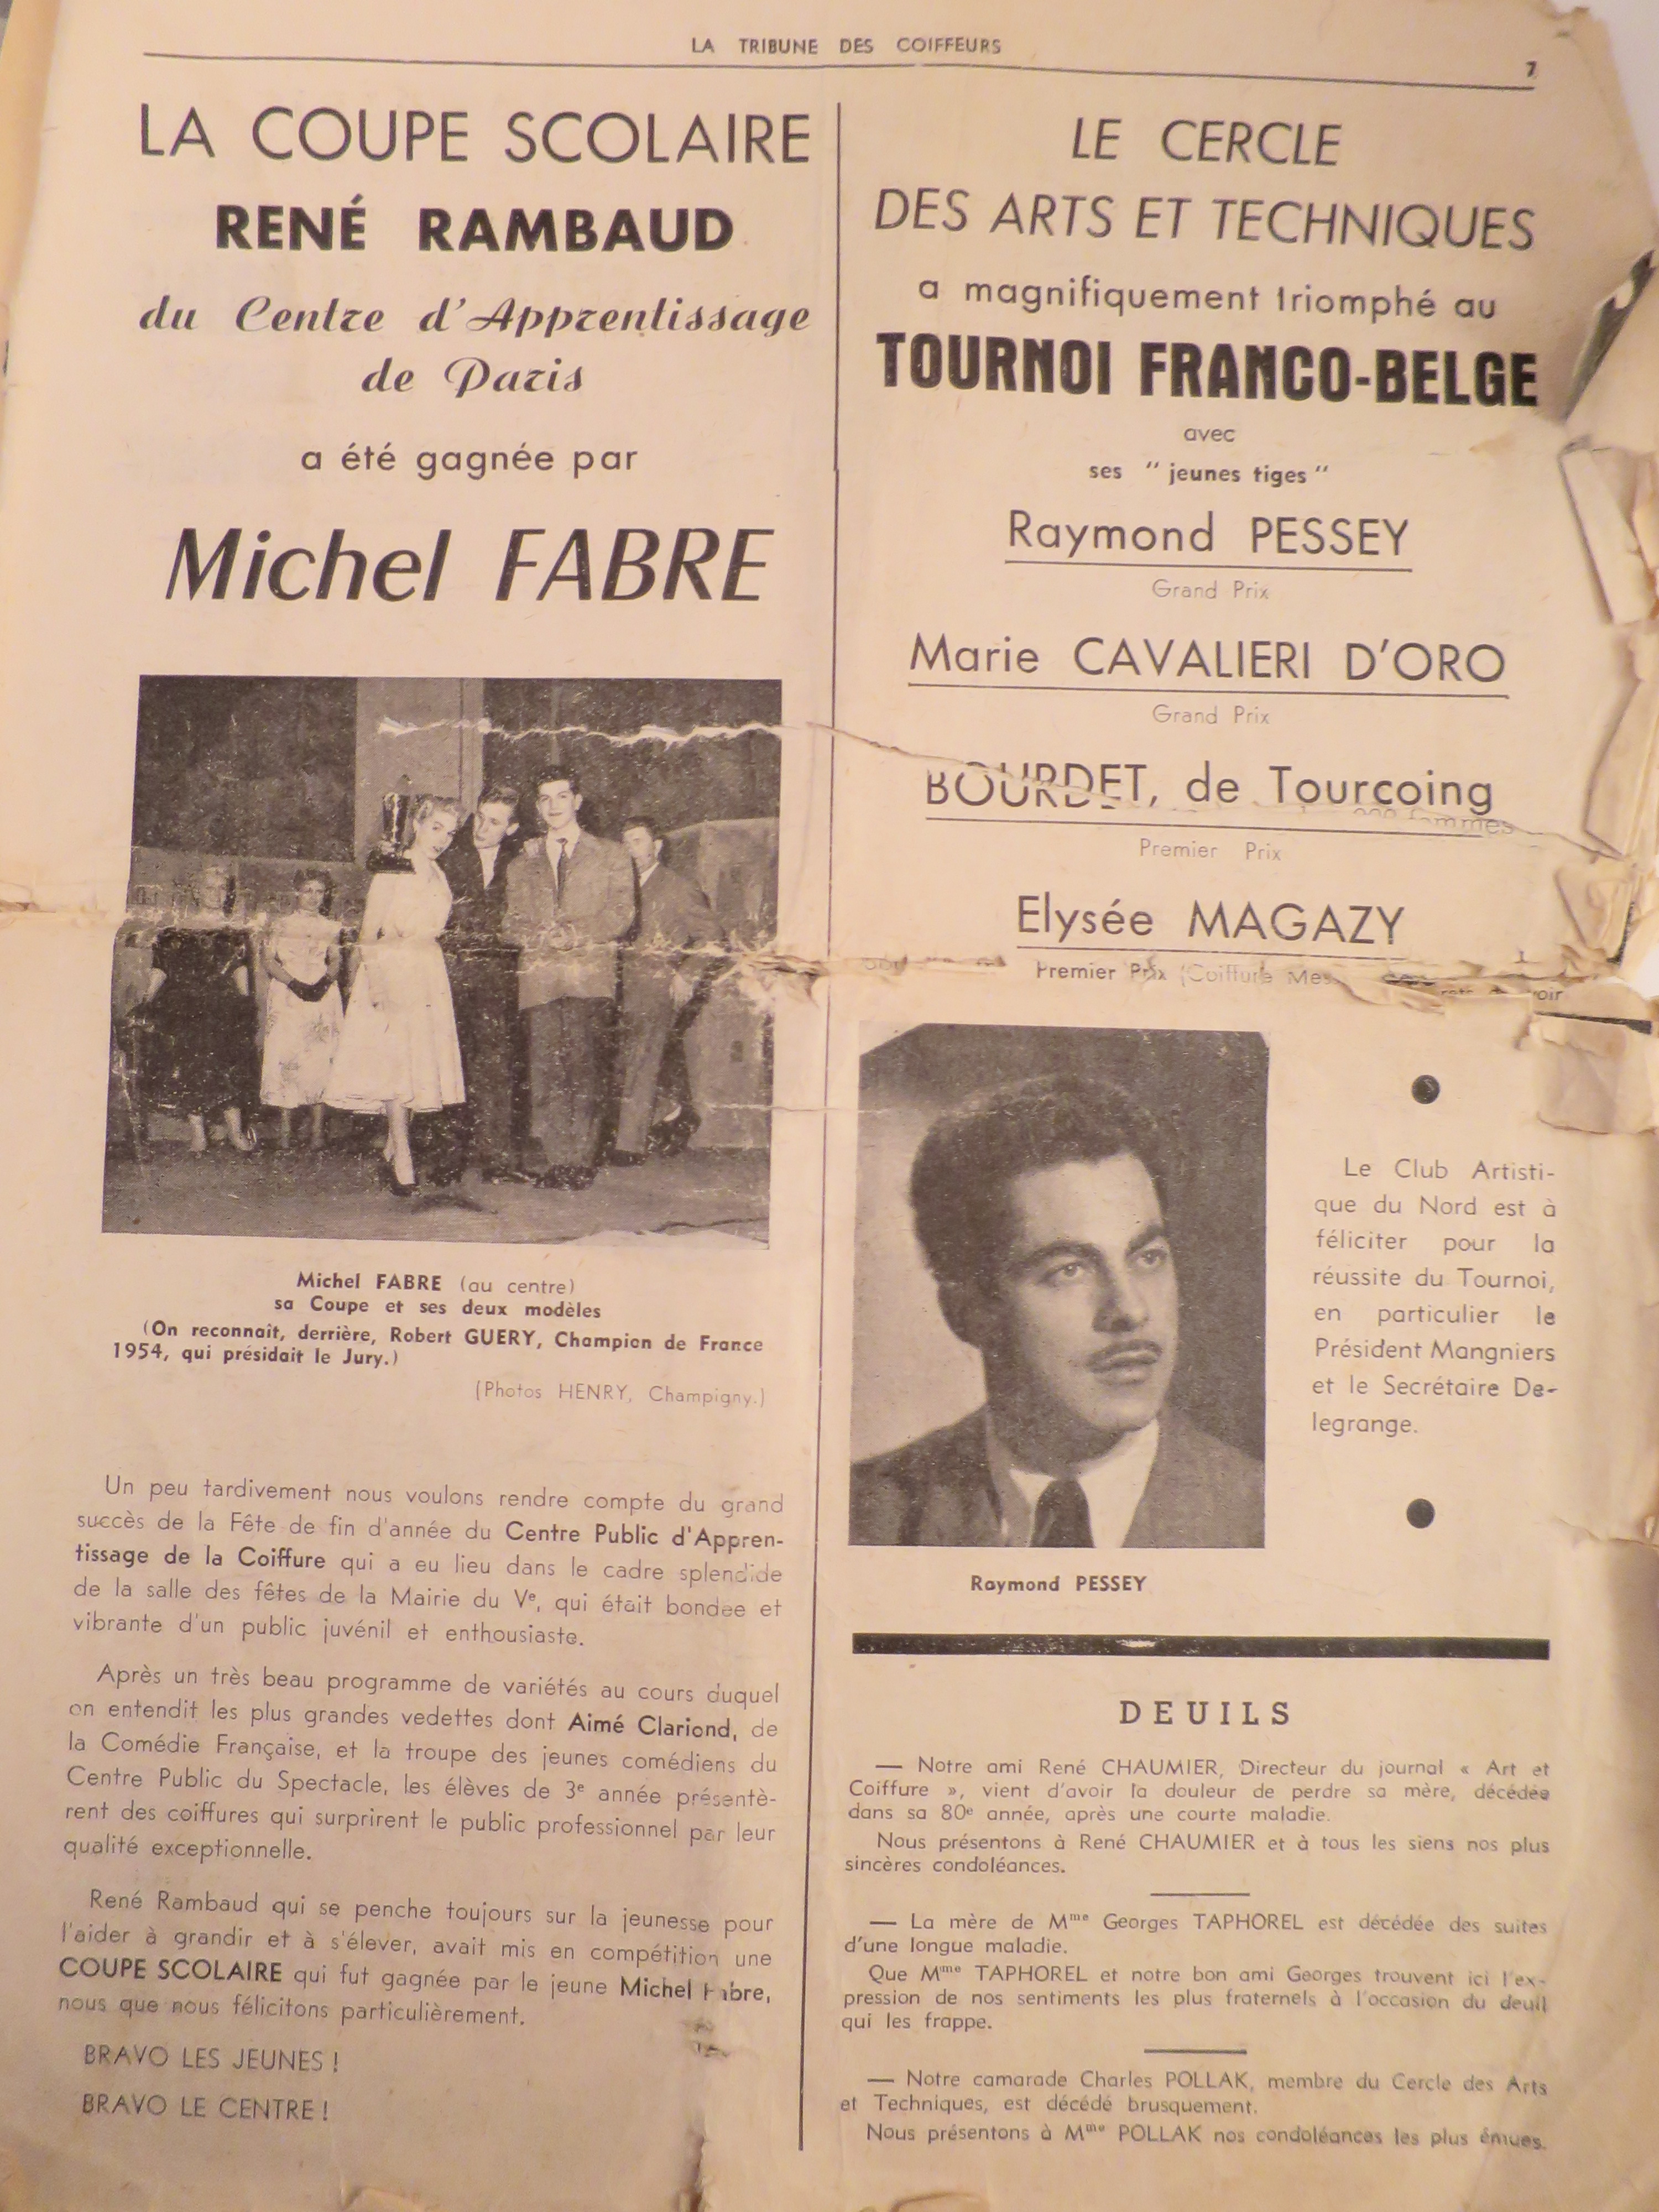 LA TRIBUNE DES COIFFEURS
7
LA COUPE SCOLAIRE
RENÉ RAMBAUD
du Centre d'Apprentissage
de Paris
a été gagnée par
Michel FABRE
Michel FABRE (au centre)
sa Coupe et ses deux modèles
(On reconnait, derrière, Robert GUERY, Champion de France
1954, qui présidait le Jury.)
(Photos HENRY, Champigny.)
Un peu tardivement nous voulons rendre compte du grand
succès de la Fête de fin d'année du Centre Public d'Appren-
tissage de la Coiffure qui a eu lieu dans le cadre splendide
de la salle des fêtes de la Mairie du Ve, qui était bondée et
vibrante d'un public juvénil et enthousiaste.
Après un très beau programme de variétés au cours duquel
on entendit les plus grandes vedettes dont Aimé Clariond, de
la Comédie Française, et la troupe des jeunes comédiens du
Centre Public du Spectacle, les élèves de 3e année présentè-
rent des coiffures qui surprirent le public professionnel par leur
qualité exceptionnelle.
René Rambaud qui se penche toujours sur la jeunesse pour
l'aider à grandir et à s'élever, avait mis en compétition une
COUPE SCOLAIRE qui fut gagnée par le jeune Michel Fabre,
nous que nous félicitons particulièrement.
BRAVO LES JEUNES !
BRAVO LE CENTRE !
LE CERCLE
DES ARTS ET TECHNIQUES
a magnifiquement triomphé au
TOURNOI FRANCO-BELGE
avec
ses "jeunes tiges"
Raymond PESSEY
Grand Prix
Marie CAVALIERI D'ORO
Grand Prix
BOURDET, de Tourcoing
femmes
Premier Prix
Elysée MAGAZY
Premier Prix (Coiffure Mes
Le Club Artisti-
que du Nord est à
féliciter pour la
réussite du Tournoi,
en particulier le
Président Mangniers
et le Secrétaire De-
legrange.
Raymond PESSEY
DEUILS
— Notre ami René CHAUMIER, Directeur du journal « Art et
Coiffure », vient d'avoir la douleur de perdre sa mère, décédée
dans sa 80e année, après une courte maladie.
Nous présentons à René CHAUMIER et à tous les siens nos plus
sincères condoléances.
— La mère de Mme Georges TAPHOREL est décédée des suites
d'une longue maladie.
Que Mme TAPHOREL et notre bon ami Georges trouvent ici l'ex-
pression de nos sentiments les plus fraternels à l'occasion du deuil
qui les frappe.
— Notre camarade Charles POLLAK, membre du Cercle des Arts
et Techniques, est décédé brusquement.
Nous présentons à Mme POLLAK nos condoléances les plus émues.